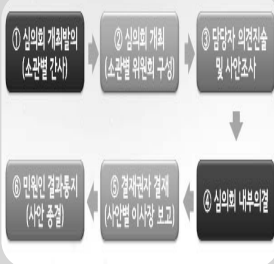 ① 심의회 개최발의
(소관별 간사)
② 심의회 개최
(소관별 위원회 구성)
③ 담당자 의견진술
및 사안조사
④ 심의회 내부의결
⑤ 결재권자 결재
(사안별 이사장 보고)
⑥ 민원인 결과통지
(사안 종결)